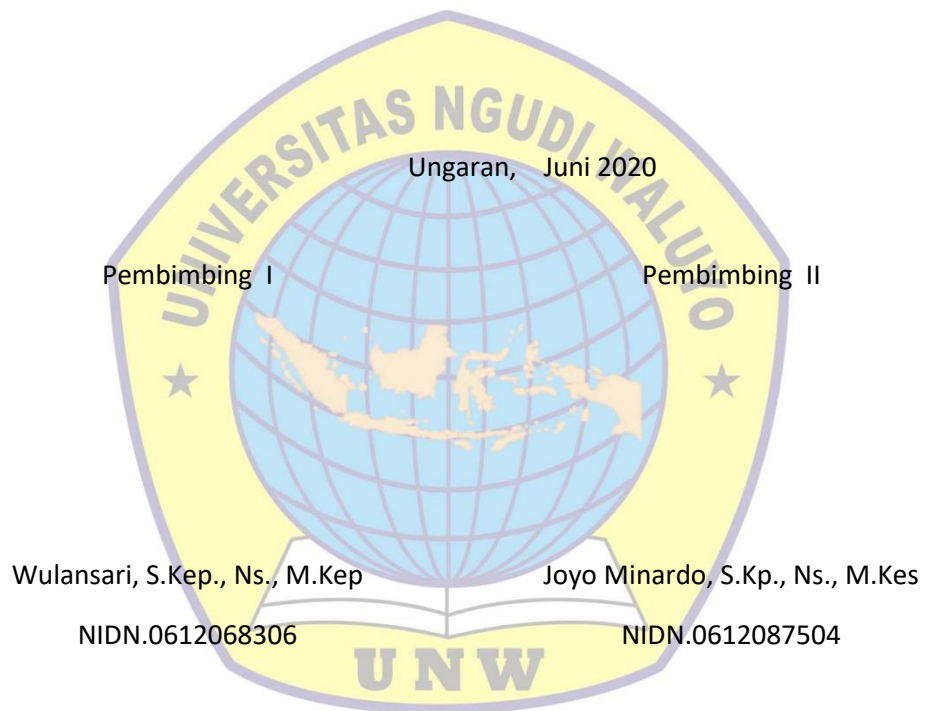 UNIVERSITAS NGUDI WALUYO
Ungaran, Juni 2020
Pembimbing I Pembimbing II
Wulansari, S.Kep., Ns., M.Kep Joyo Minardo, S.Kp., Ns., M.Kes
NIDN.0612068306 NIDN.0612087504
UNW